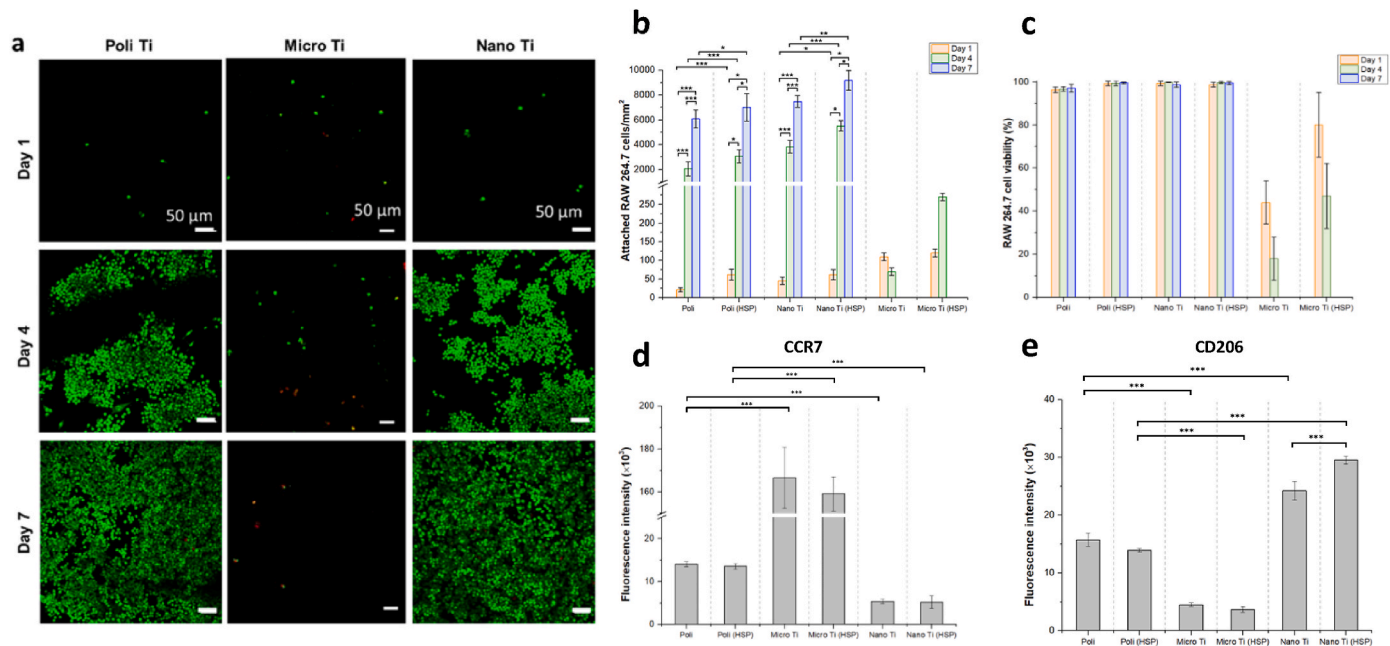 a
Poli Ti
Micro Ti
Nano Ti
Day 1
50 µm
50 µm
Day 4
Day 7
b
Day 1
Day 4
Day 7
** 
*
***
***
***
*
Attached RAW 264.7 cells/mm²
10000
8000
6000
4000
2000
250
200
150
100
50
0
***
***
***
*
*
*
***
***
***
*
*
*
Poli
Poli (HSP)
Nano Ti
Nano Ti (HSP)
Micro Ti
Micro Ti (HSP)
c
Day 1
Day 4
Day 7
RAW 264.7 cell viability (%)
100
80
60
40
20
0
Poli
Poli (HSP)
Nano Ti
Nano Ti (HSP)
Micro Ti
Micro Ti (HSP)
d
CCR7
***
***
***
***
Fluorescence intensity (×10³)
200
180
160
20
10
0
Poli
Poli (HSP)
Micro Ti
Micro Ti (HSP)
Nano Ti
Nano Ti (HSP)
e
CD206
***
***
***
***
***
Fluorescence intensity (×10³)
40
30
20
10
0
Poli
Poli (HSP)
Micro Ti
Micro Ti (HSP)
Nano Ti
Nano Ti (HSP)